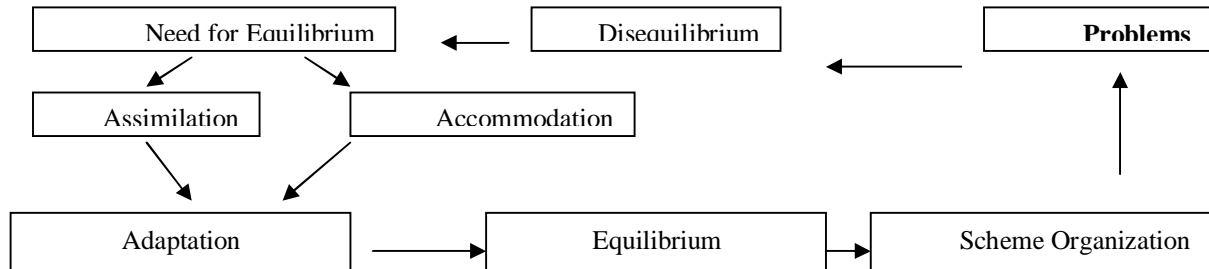 Need for Equilibrium
Disequilibrium
Problems
Assimilation
Accommodation
Adaptation
Equilibrium
Scheme Organization